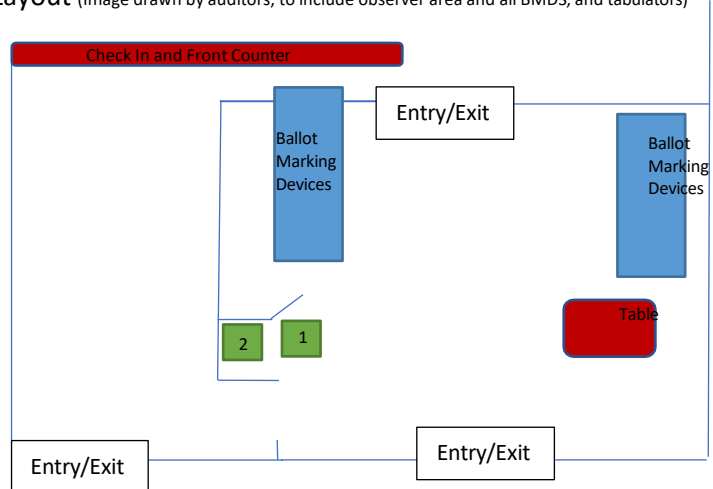 Layout (Image drawn by auditors, to include observer area and all BMDs, and tabulators)
Check In and Front Counter
Entry/Exit
Ballot
Marking
Devices
Ballot
Marking
Devices
Table
2
1
Entry/Exit
Entry/Exit